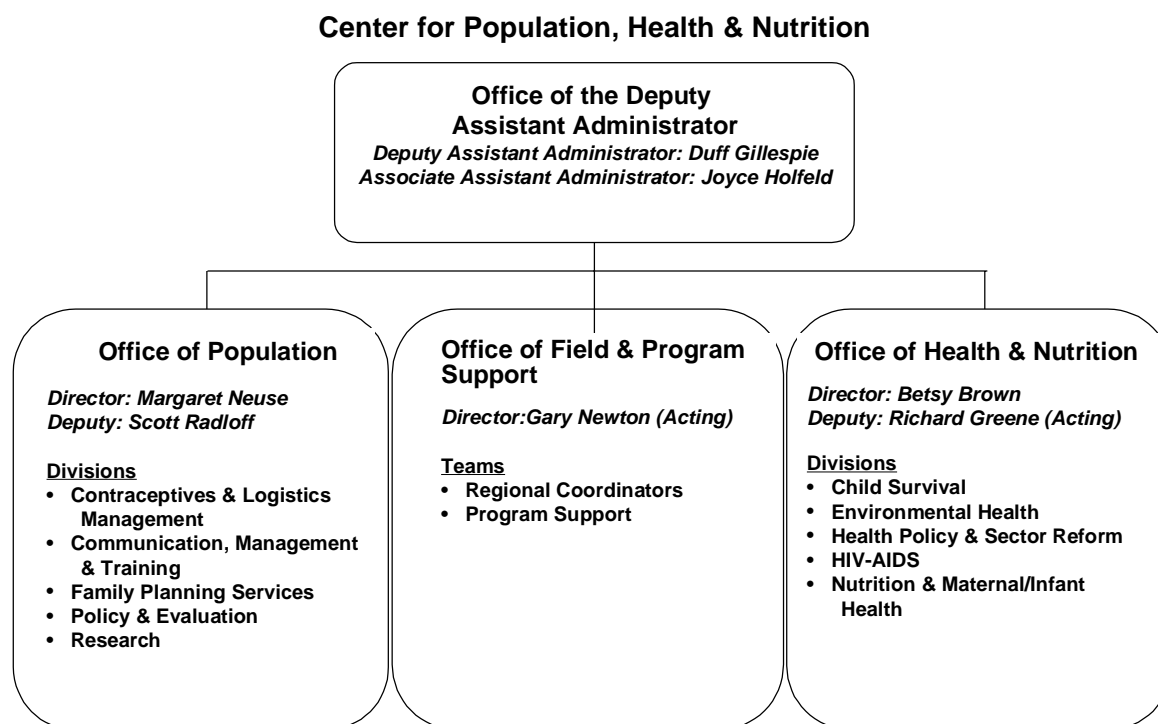 Center for Population, Health & Nutrition
Office of the Deputy
Assistant Administrator
Deputy Assistant Administrator: Duff Gillespie
Associate Assistant Administrator: Joyce Holfeld
Office of Population
Director: Margaret Neuse
Deputy: Scott Radloff
Divisions
• Contraceptives & Logistics
Management
• Communication, Management
& Training
• Family Planning Services
• Policy & Evaluation
• Research
Office of Field & Program
Support
Director:Gary Newton (Acting)
Teams
• Regional Coordinators
• Program Support
Office of Health & Nutrition
Director: Betsy Brown
Deputy: Richard Greene (Acting)
Divisions
• Child Survival
• Environmental Health
• Health Policy & Sector Reform
• HIV-AIDS
• Nutrition & Maternal/Infant
Health